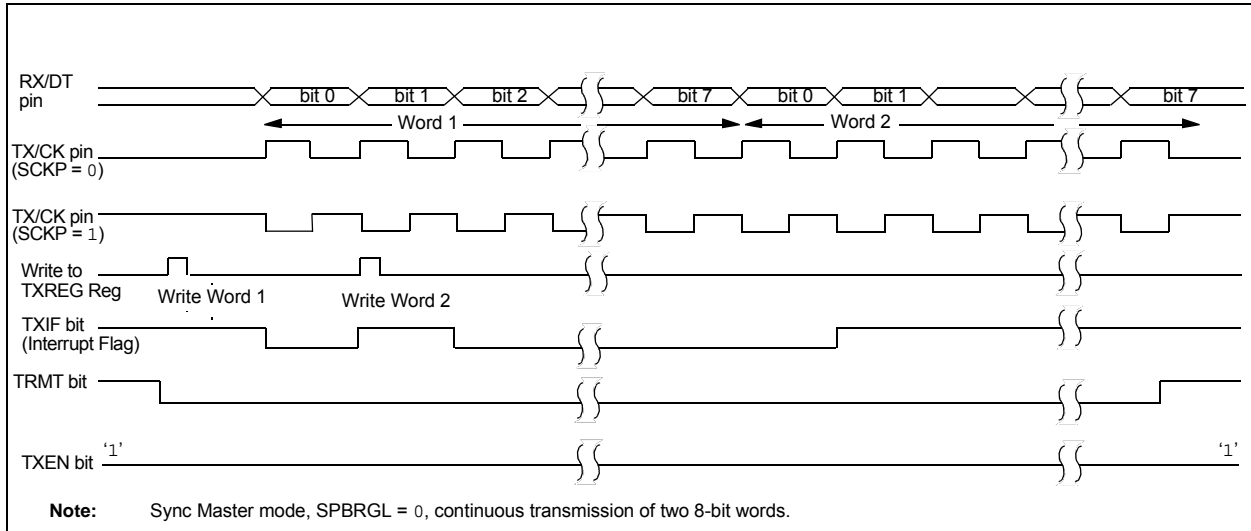 RX/DT
pin
bit 0 bit 1 bit 2 bit 7 bit 0 bit 1 bit 7
Word 1 Word 2
TX/CK pin
(SCKP = 0)
TX/CK pin
(SCKP = 1)
Write to
TXREG Reg
Write Word 1 Write Word 2
TXIF bit
(Interrupt Flag)
TRMT bit
TXEN bit ‘1’ ‘1’
Note: Sync Master mode, SPBRGL = 0, continuous transmission of two 8-bit words.